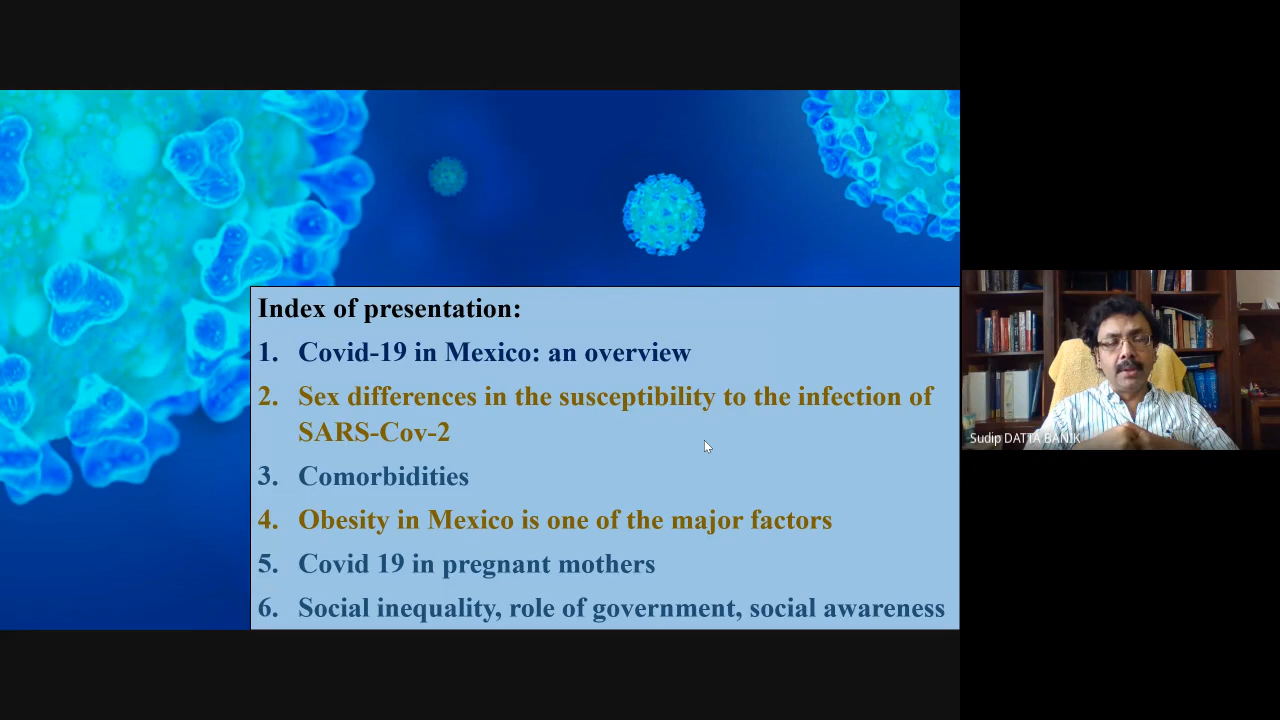 Index of presentation:
1. Covid-19 in Mexico: an overview
2. Sex differences in the susceptibility to the infection of
SARS-Cov-2
3. Comorbidities
4. Obesity in Mexico is one of the major factors
5. Covid 19 in pregnant mothers
6. Social inequality, role of government, social awareness
Sudip DATTA BANIK